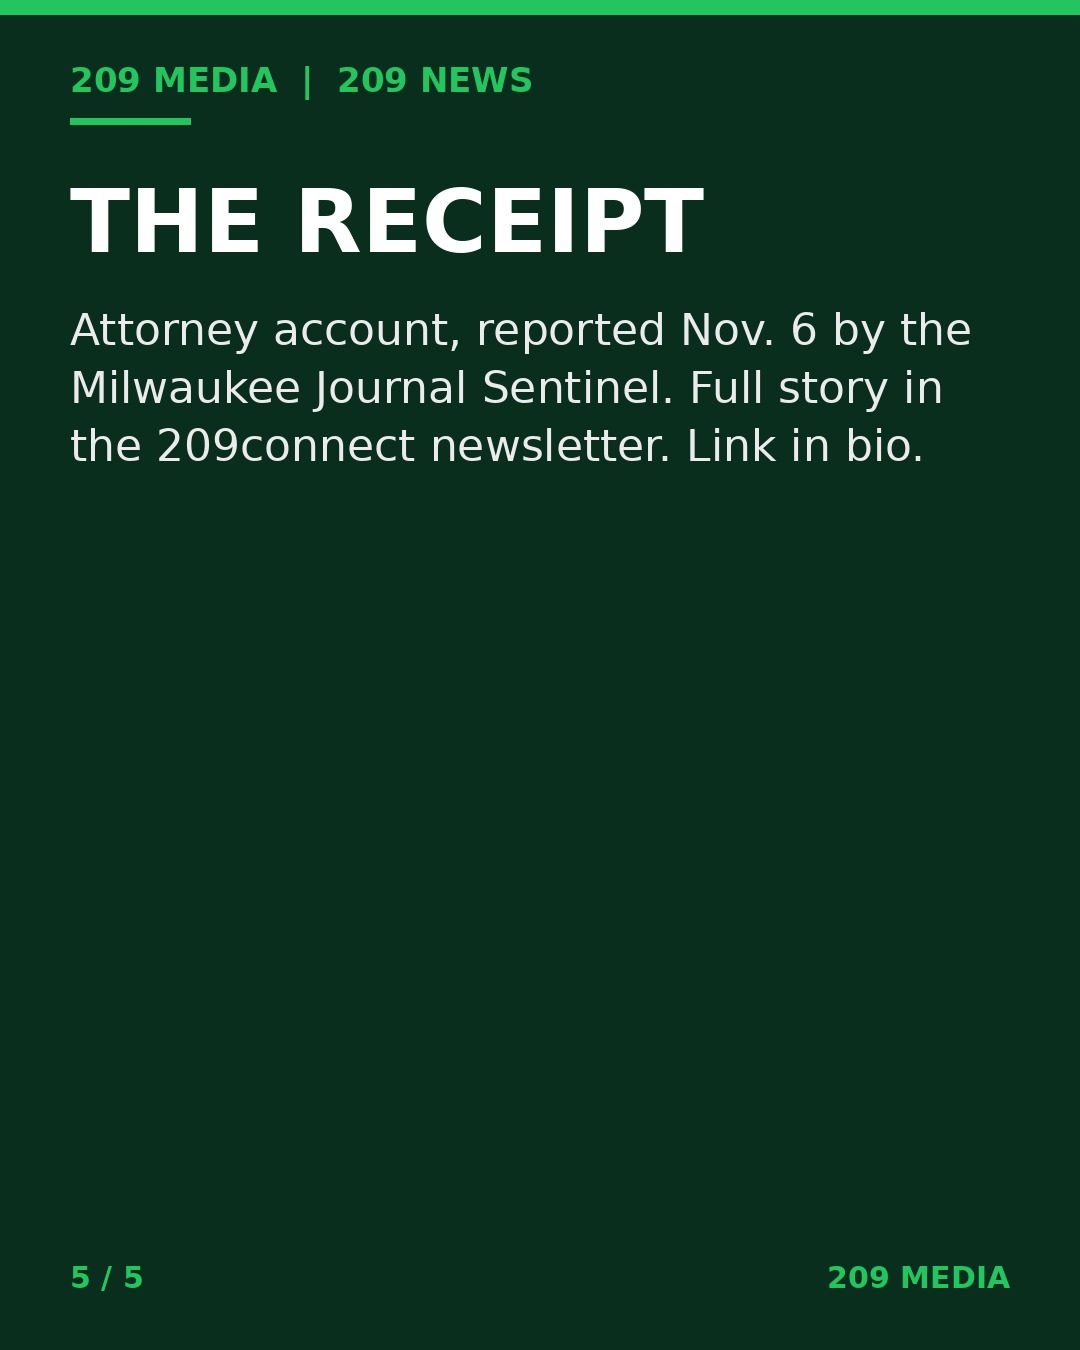 209 MEDIA | 209 NEWS
THE RECEIPT
Attorney account, reported Nov. 6 by the
Milwaukee Journal Sentinel. Full story in
the 209connect newsletter. Link in bio.
5 / 5
209 MEDIA